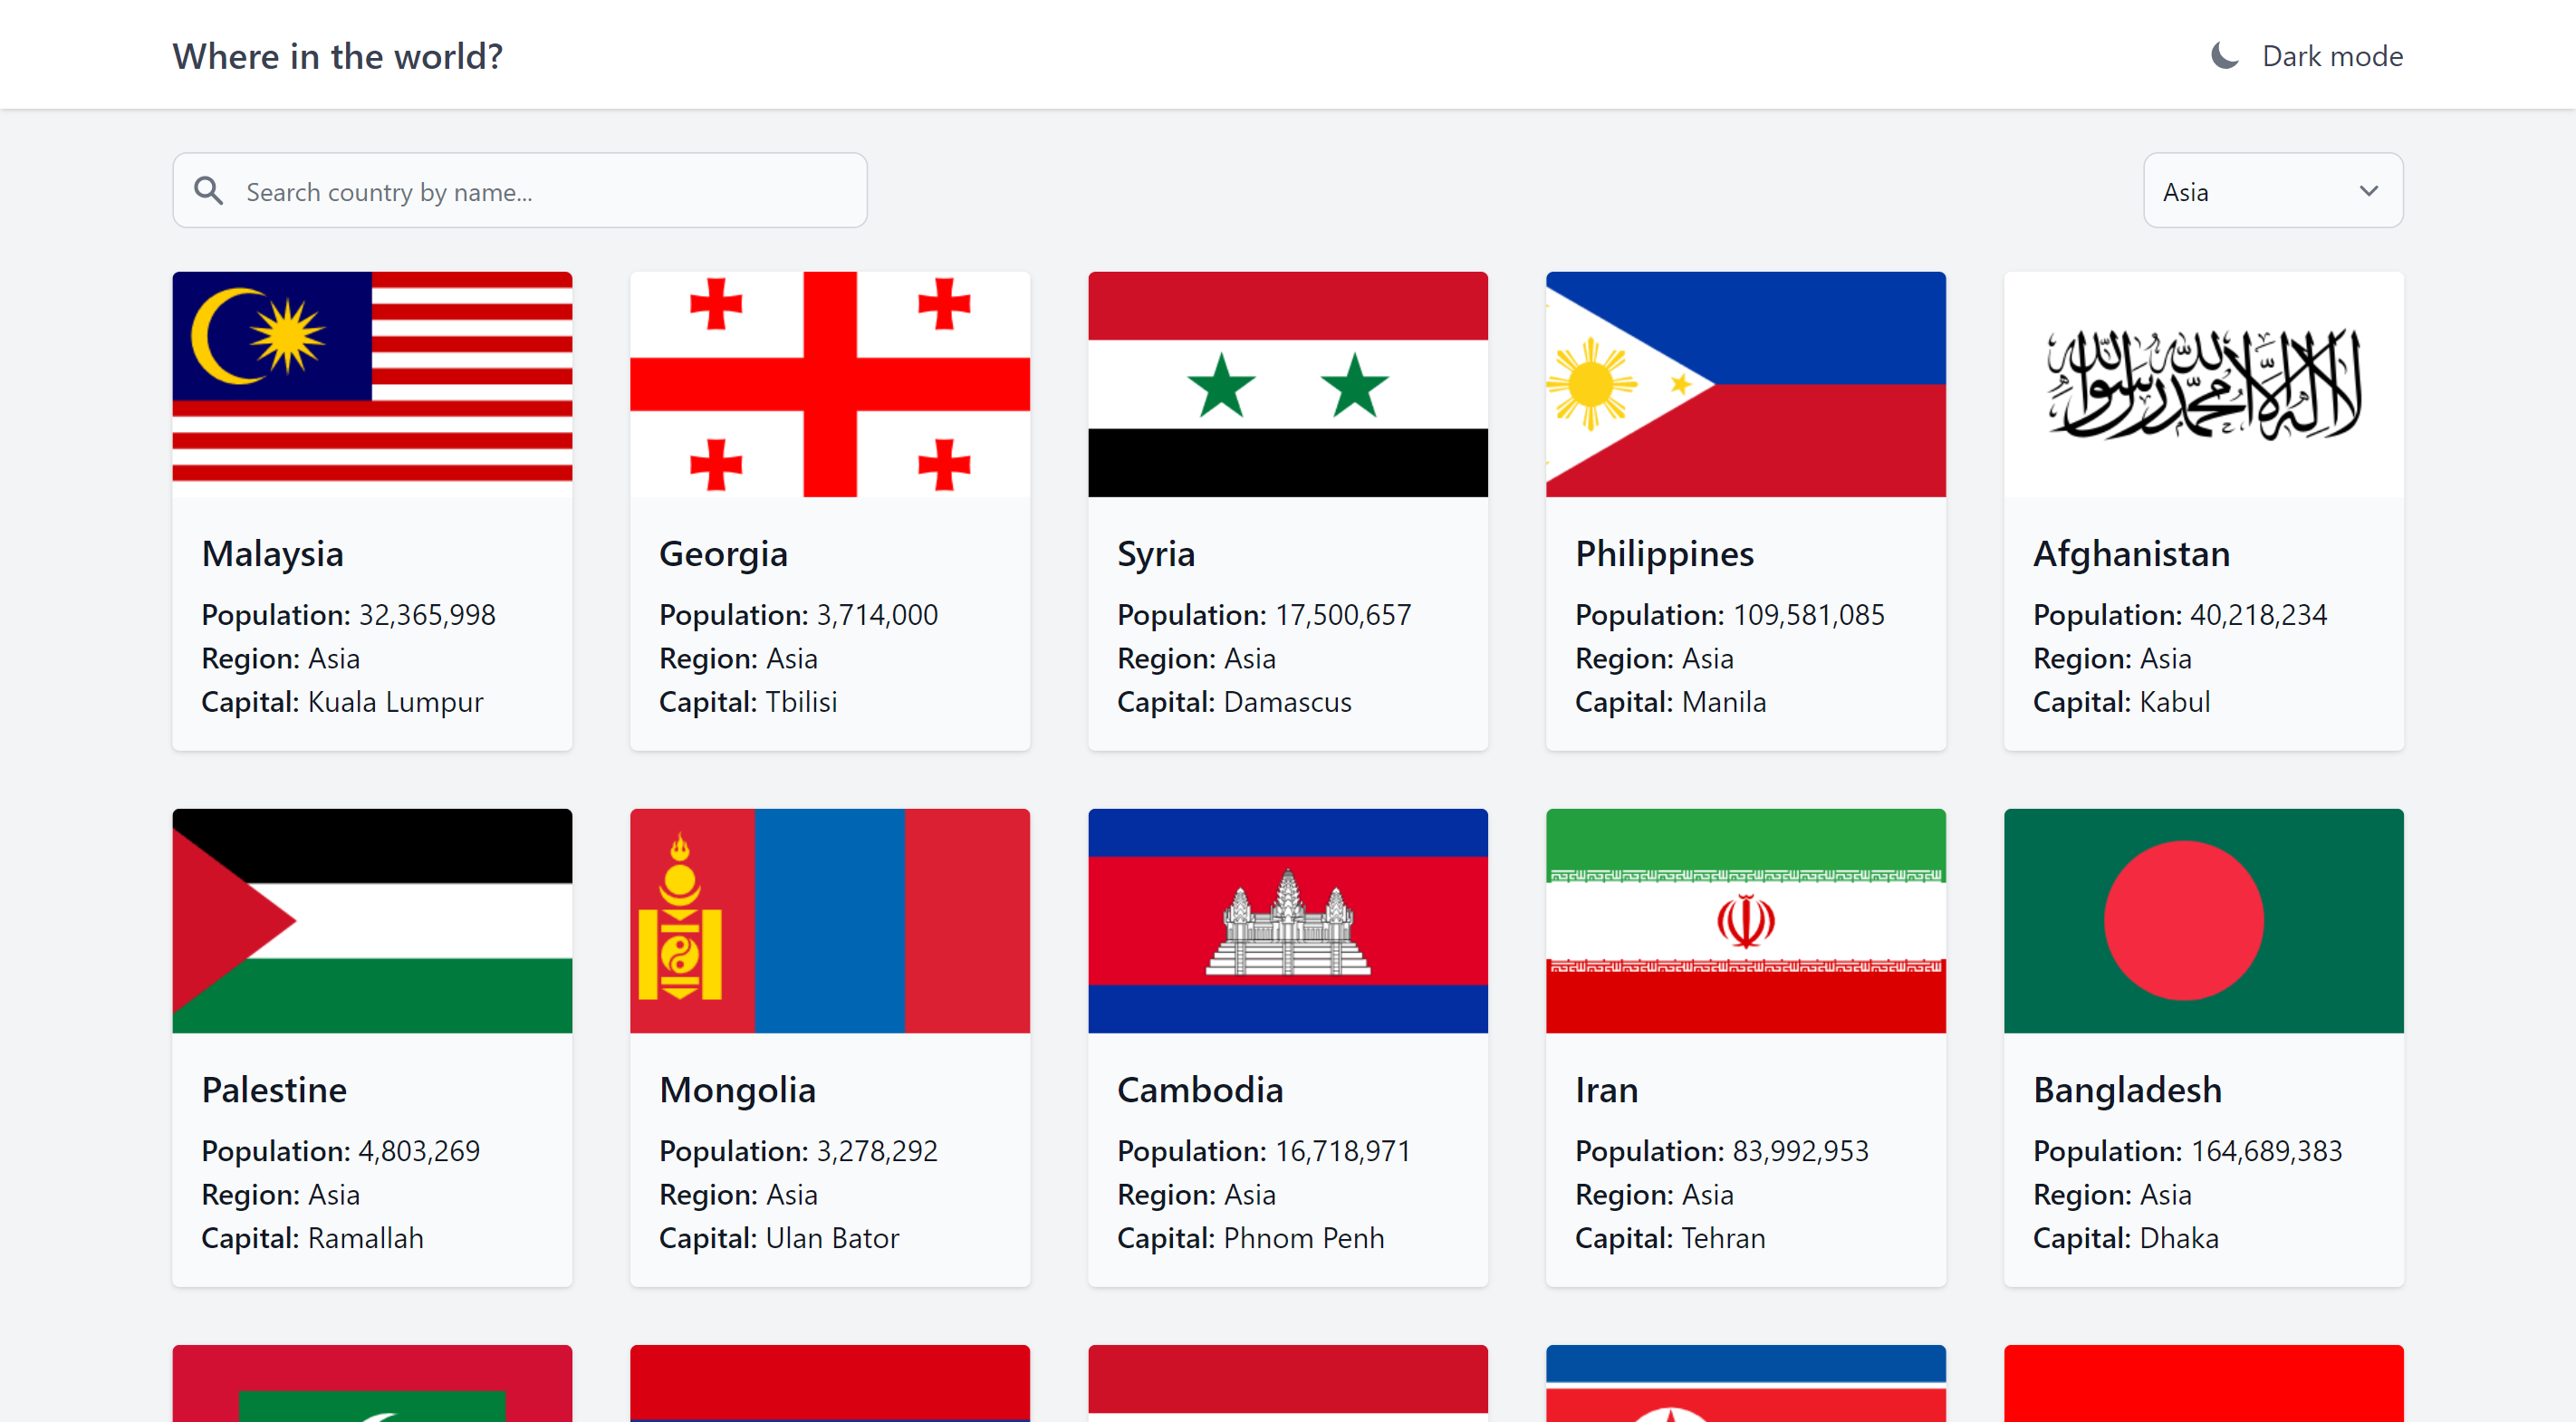 Where in the world?
Dark mode
Search country by name...
Asia
لا إله إلا الله محمد رسول الله
Malaysia
Population: 32,365,998
Region: Asia
Capital: Kuala Lumpur
Georgia
Population: 3,714,000
Region: Asia
Capital: Tbilisi
Syria
Population: 17,500,657
Region: Asia
Capital: Damascus
Philippines
Population: 109,581,085
Region: Asia
Capital: Manila
Afghanistan
Population: 40,218,234
Region: Asia
Capital: Kabul
Palestine
Population: 4,803,269
Region: Asia
Capital: Ramallah
Mongolia
Population: 3,278,292
Region: Asia
Capital: Ulan Bator
Cambodia
Population: 16,718,971
Region: Asia
Capital: Phnom Penh
Iran
Population: 83,992,953
Region: Asia
Capital: Tehran
Bangladesh
Population: 164,689,383
Region: Asia
Capital: Dhaka